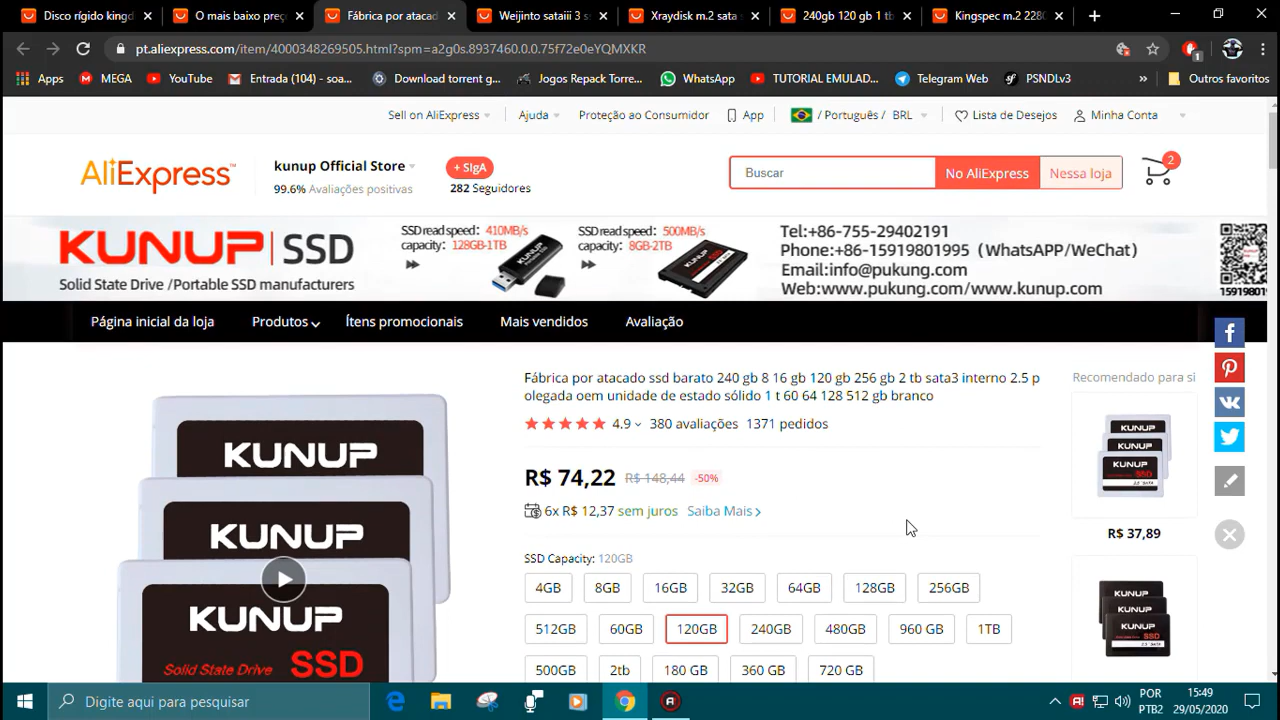 Disco rígido kingd
O mais baixo preç
Fábrica por atacad
Weijinto sataiii 3 s
Xraydisk m.2 sata
240gb 120 gb 1 tb
Kingspec m.2 2280
pt.aliexpress.com/item/4000348269505.html?spm=a2g0s.8937460.0.0.75f72e0eYQMXKR
1
Apps
MEGA
YouTube
Entrada (104) - soa...
Download torrent g...
Jogos Repack Torre...
WhatsApp
TUTORIAL EMULAD...
Telegram Web
PSNDLv3
»
Outros favoritos
Sell on AliExpress
Ajuda
Proteção ao Consumidor
App
/ Português / BRL
Lista de Desejos
Minha Conta
AliExpress™
kunup Official Store
99.6% Avaliações positivas
+ SIgA
282 Seguidores
Buscar
No AliExpress
Nessa loja
2
KUNUP | SSD
Solid State Drive /Portable SSD manufacturers
SSD read speed: 410MB/s
capacity: 128GB-1TB
SSD read speed: 500MB/s
capacity: 8GB-2TB
Tel:+86-755-29402191
Phone:+86-15919801995（WhatsAPP/WeChat）
Email:info@pukung.com
Web:www.pukung.com/www.kunup.com
159198019
Página inicial da loja
Produtos
Ítens promocionais
Mais vendidos
Avaliação
KUNUP
KUNUP
KUNUP
Solid State Drive SSD
Fábrica por atacado ssd barato 240 gb 8 16 gb 120 gb 256 gb 2 tb sata3 interno 2.5 p
olegada oem unidade de estado sólido 1 t 60 64 128 512 gb branco
4.9
380 avaliações
1371 pedidos
R$ 74,22
R$ 148,44
-50%
6x R$ 12,37 sem juros
Saiba Mais
SSD Capacity: 120GB
4GB
8GB
16GB
32GB
64GB
128GB
256GB
512GB
60GB
120GB
240GB
480GB
960 GB
1TB
500GB
2tb
180 GB
360 GB
720 GB
Recomendado para si
KUNUP
KUNUP
KUNUP
SSD
R$ 37,89
KUNUP
KUNUP
KUNUP
SSD
Digite aqui para pesquisar
POR
PTB2
15:49
29/05/2020